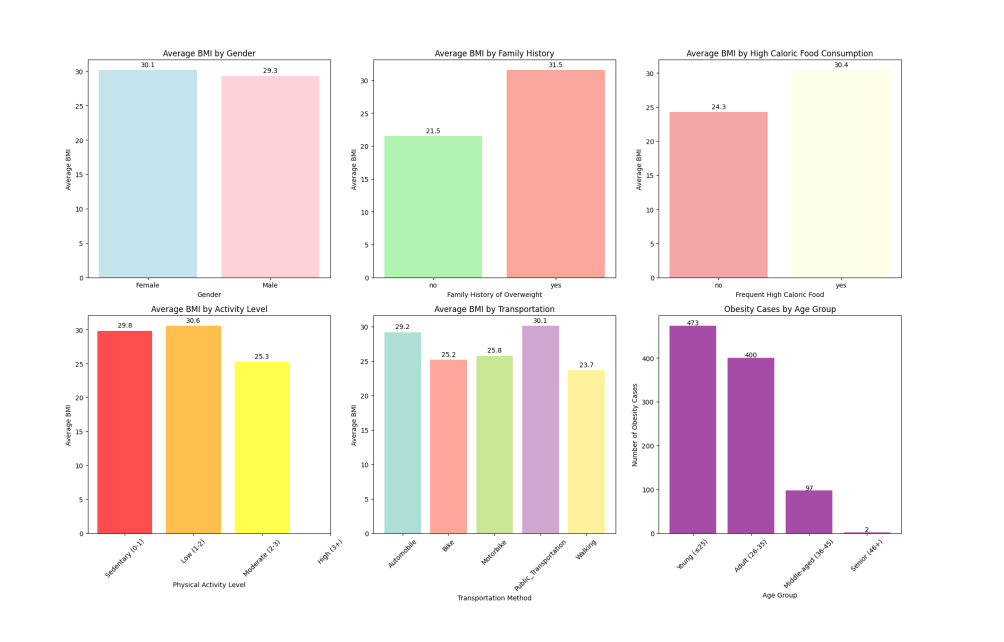 Average BMI by Gender
Average BMI
30
25
20
15
10
5
0
30.1
29.3
Female
Male
Gender
Average BMI by Family History
Average BMI
30
25
20
15
10
5
0
21.5
31.5
no
yes
Family History of Overweight
Average BMI by High Caloric Food Consumption
Average BMI
30
25
20
15
10
5
0
24.3
30.4
no
yes
Frequent High Caloric Food
Average BMI by Activity Level
Average BMI
30
25
20
15
10
5
0
29.8
30.6
25.3
Sedentary (0-1)
Low (1-2)
Moderate (2-3)
High (3+)
Physical Activity Level
Average BMI by Transportation
Average BMI
30
25
20
15
10
5
0
29.2
25.2
25.8
30.1
23.7
Automobile
Bike
Motorbike
Public_Transportation
Walking
Transportation Method
Obesity Cases by Age Group
Number of Obesity Cases
400
300
200
100
0
473
400
97
2
Young (≤25)
Adult (26-35)
Middle-aged (36-45)
Senior (46+)
Age Group